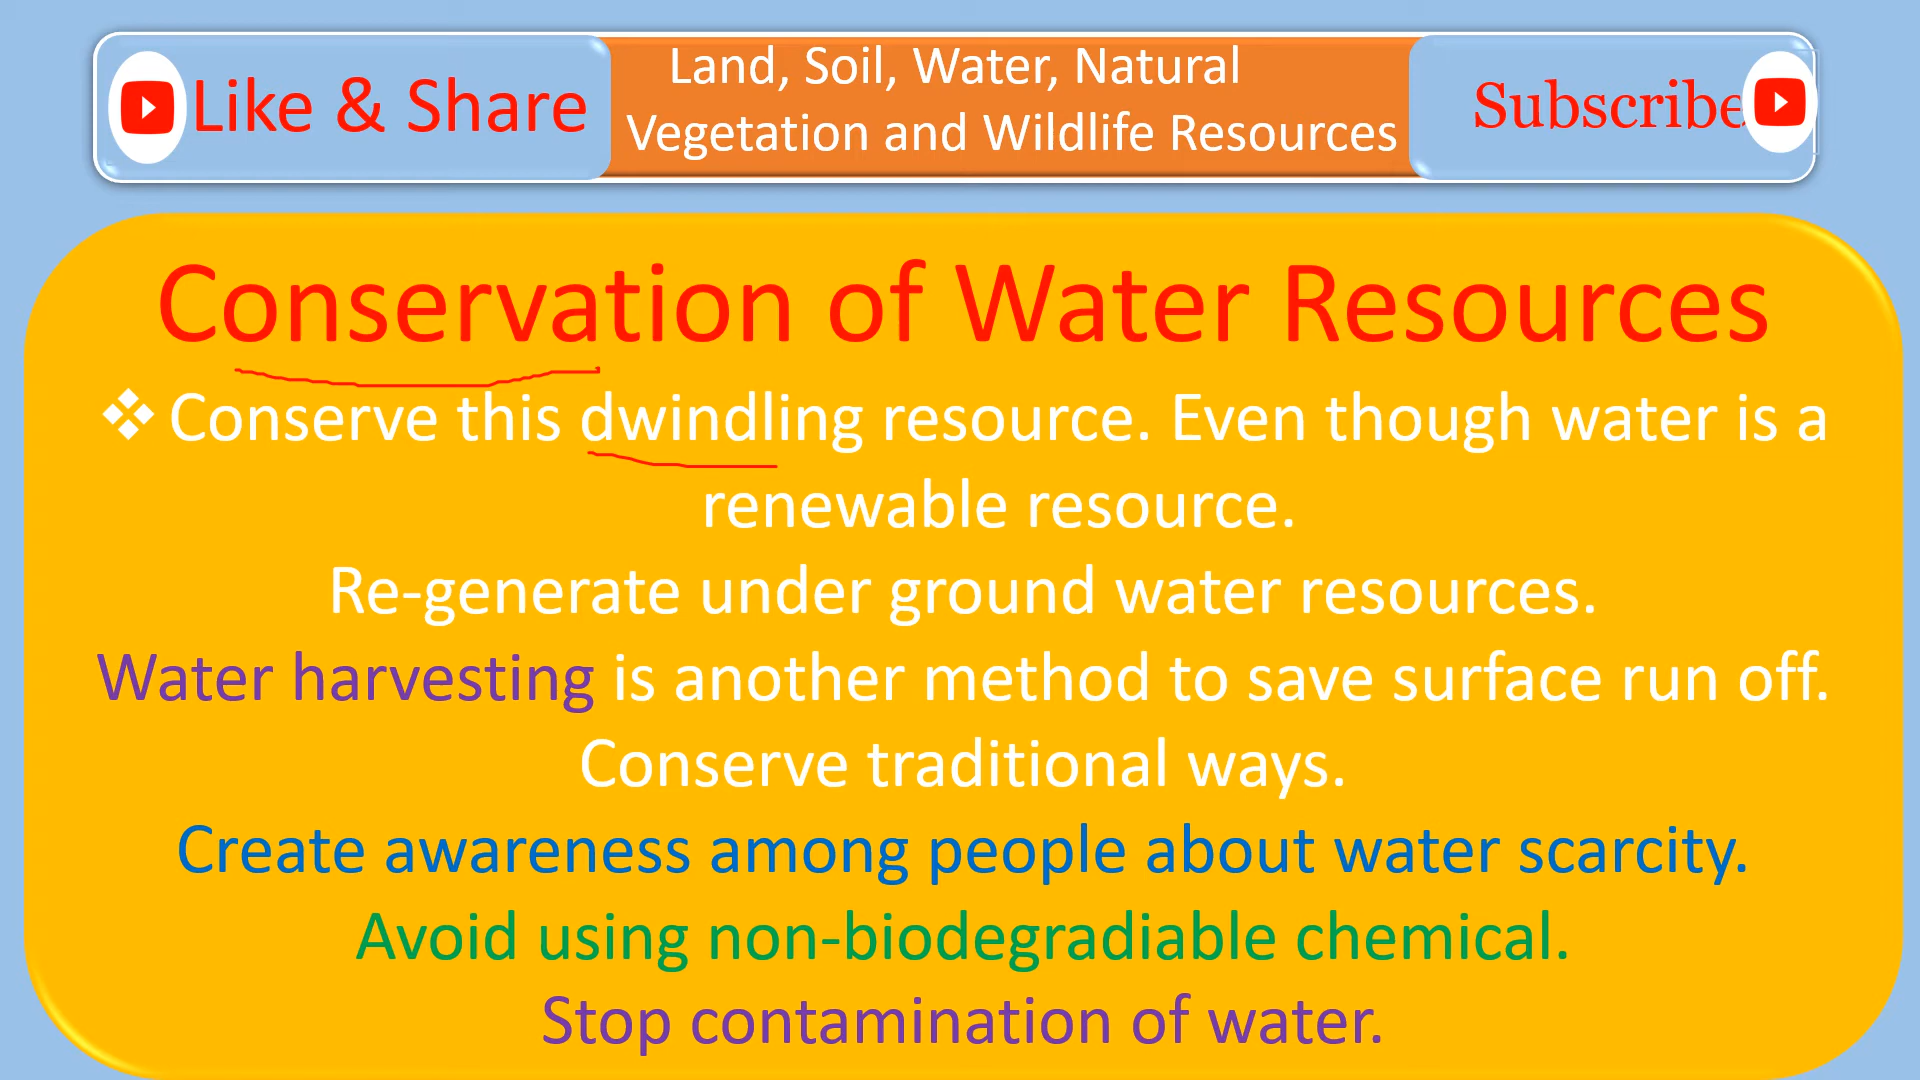 Like & Share
Land, Soil, Water, Natural
Vegetation and Wildlife Resources
Subscribe
Conservation of Water Resources
❖Conserve this dwindling resource. Even though water is a
renewable resource.
Re-generate under ground water resources.
Water harvesting is another method to save surface run off.
Conserve traditional ways.
Create awareness among people about water scarcity.
Avoid using non-biodegradiable chemical.
Stop contamination of water.